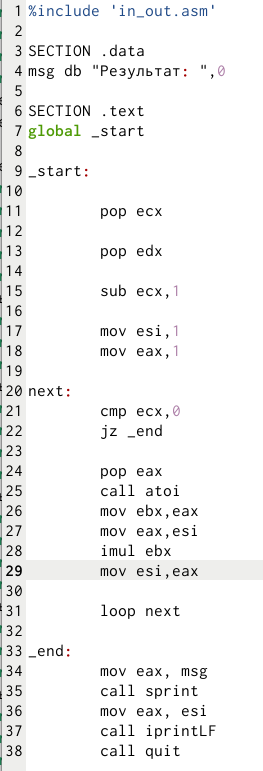 1 %include 'in_out.asm'
2
3 SECTION .data
4 msg db "Результат: ",0
5
6 SECTION .text
7 global _start
8
9 _start:
10
11 pop ecx
12
13 pop edx
14
15 sub ecx,1
16
17 mov esi,1
18 mov eax,1
19
20 next:
21 cmp ecx,0
22 jz _end
23
24 pop eax
25 call atoi
26 mov ebx,eax
27 mov eax,esi
28 imul ebx
29 mov esi,eax
30
31 loop next
32
33 _end:
34 mov eax, msg
35 call sprint
36 mov eax, esi
37 call iprintLF
38 call quit